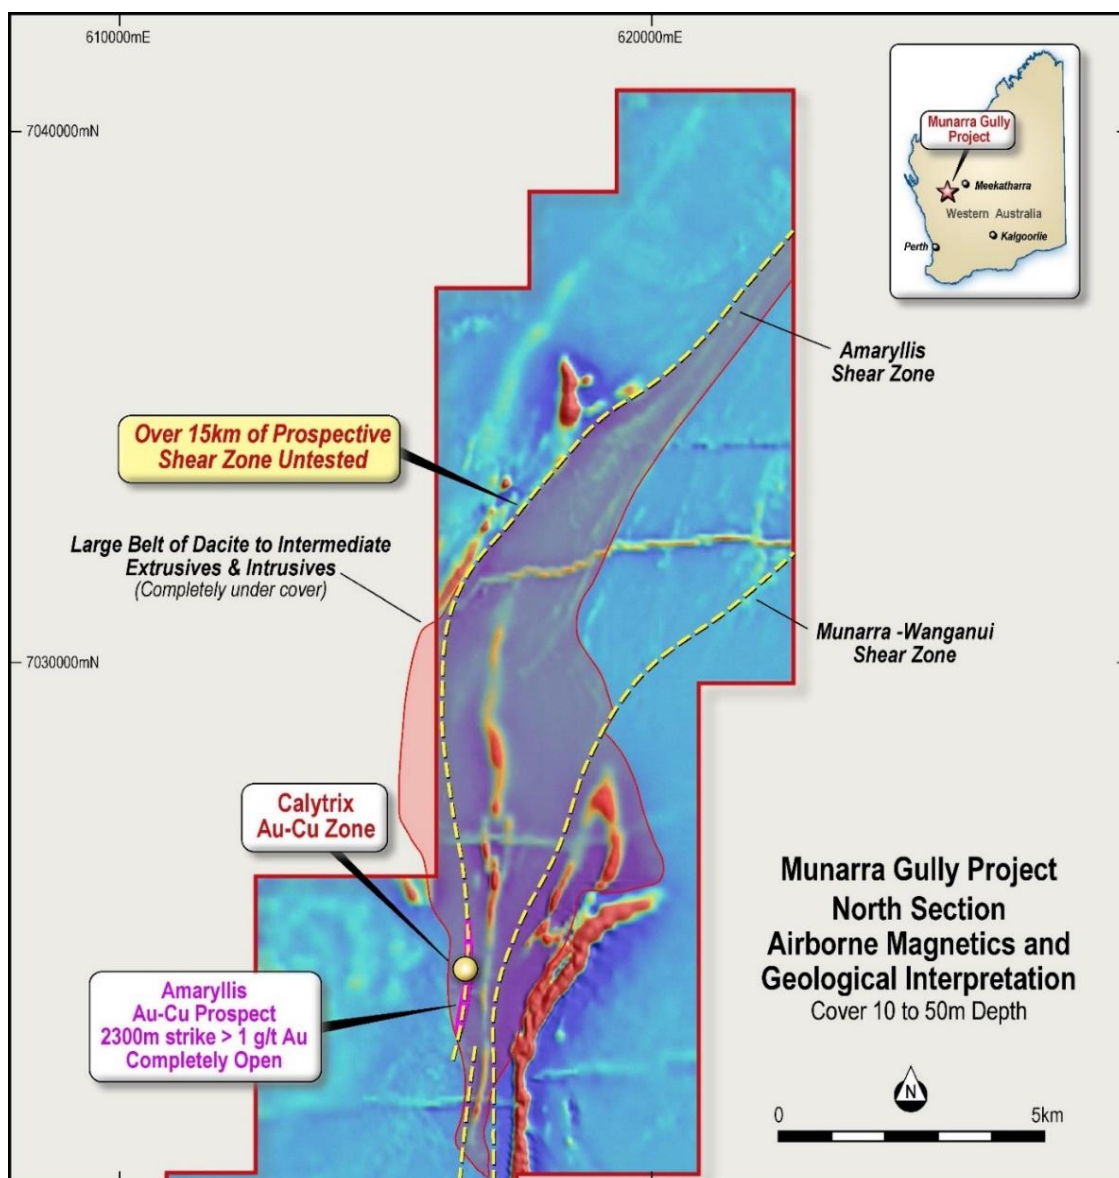 610000mE
620000mE
7040000mN
Munarra Gully
Project
Meekatharra
Western Australia
Perth
Kalgoorlie
Amaryllis
Shear Zone
Over 15km of Prospective
Shear Zone Untested
Large Belt of Dacite to Intermediate
Extrusives & Intrusives
(Completely under cover)
Munarra -Wanganui
Shear Zone
7030000mN
Calytrix
Au-Cu Zone
Amaryllis
Au-Cu Prospect
2300m strike > 1 g/t Au
Completely Open
Munarra Gully Project
North Section
Airborne Magnetics and
Geological Interpretation
Cover 10 to 50m Depth
N
0
5km